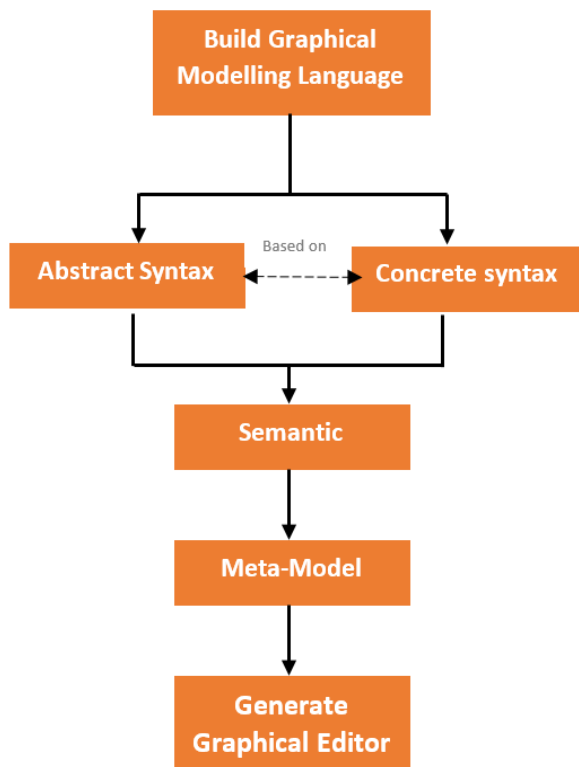 Build Graphical
Modelling Language
Based on
Abstract Syntax
Concrete syntax
Semantic
Meta-Model
Generate
Graphical Editor